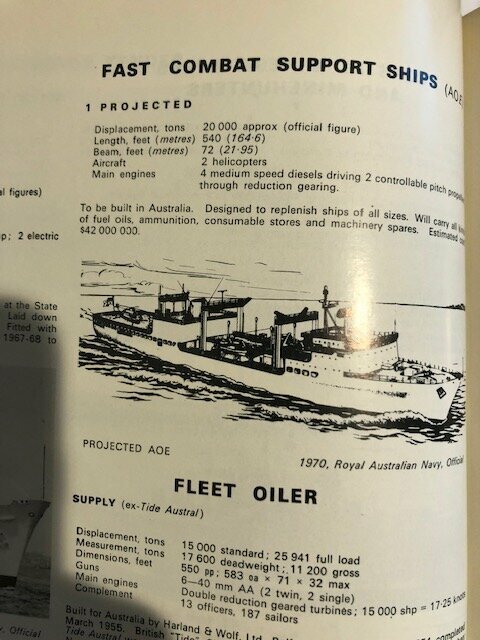 FAST COMBAT SUPPORT SHIPS (AOE)
1 PROJECTED
Displacement, tons 20 000 approx (official figure)
Length, feet (metres) 540 (164·6)
Beam, feet (metres) 72 (21·95)
Aircraft 2 helicopters
Main engines 4 medium speed diesels driving 2 controllable pitch
through reduction gearing.
To be built in Australia. Designed to replenish ships of all sizes. Will carry all
of fuel oils, ammunition, consumable stores and machinery spares. Estimated
$42 000 000.
al figures)
p; 2 electric
at the State
Laid down
Fitted with
1967-68 to
PROJECTED AOE
1970, Royal Australian Navy, Official
FLEET OILER
SUPPLY (ex-Tide Austral)
Displacement, tons 15 000 standard; 25 941 full load
Measurement, tons 17 600 deadweight; 11 200 gross
Dimensions, feet 550 pp; 583 oa × 71 × 32 max
Guns 6—40 mm AA (2 twin, 2 single)
Main engines Double reduction geared turbines; 15 000 shp = 17·25 knots
Complement 13 officers, 187 sailors
Built for Australia by Harland & Wolf, Ltd,
March 1955. British "Tide"
Tide Austral
completed
, Official